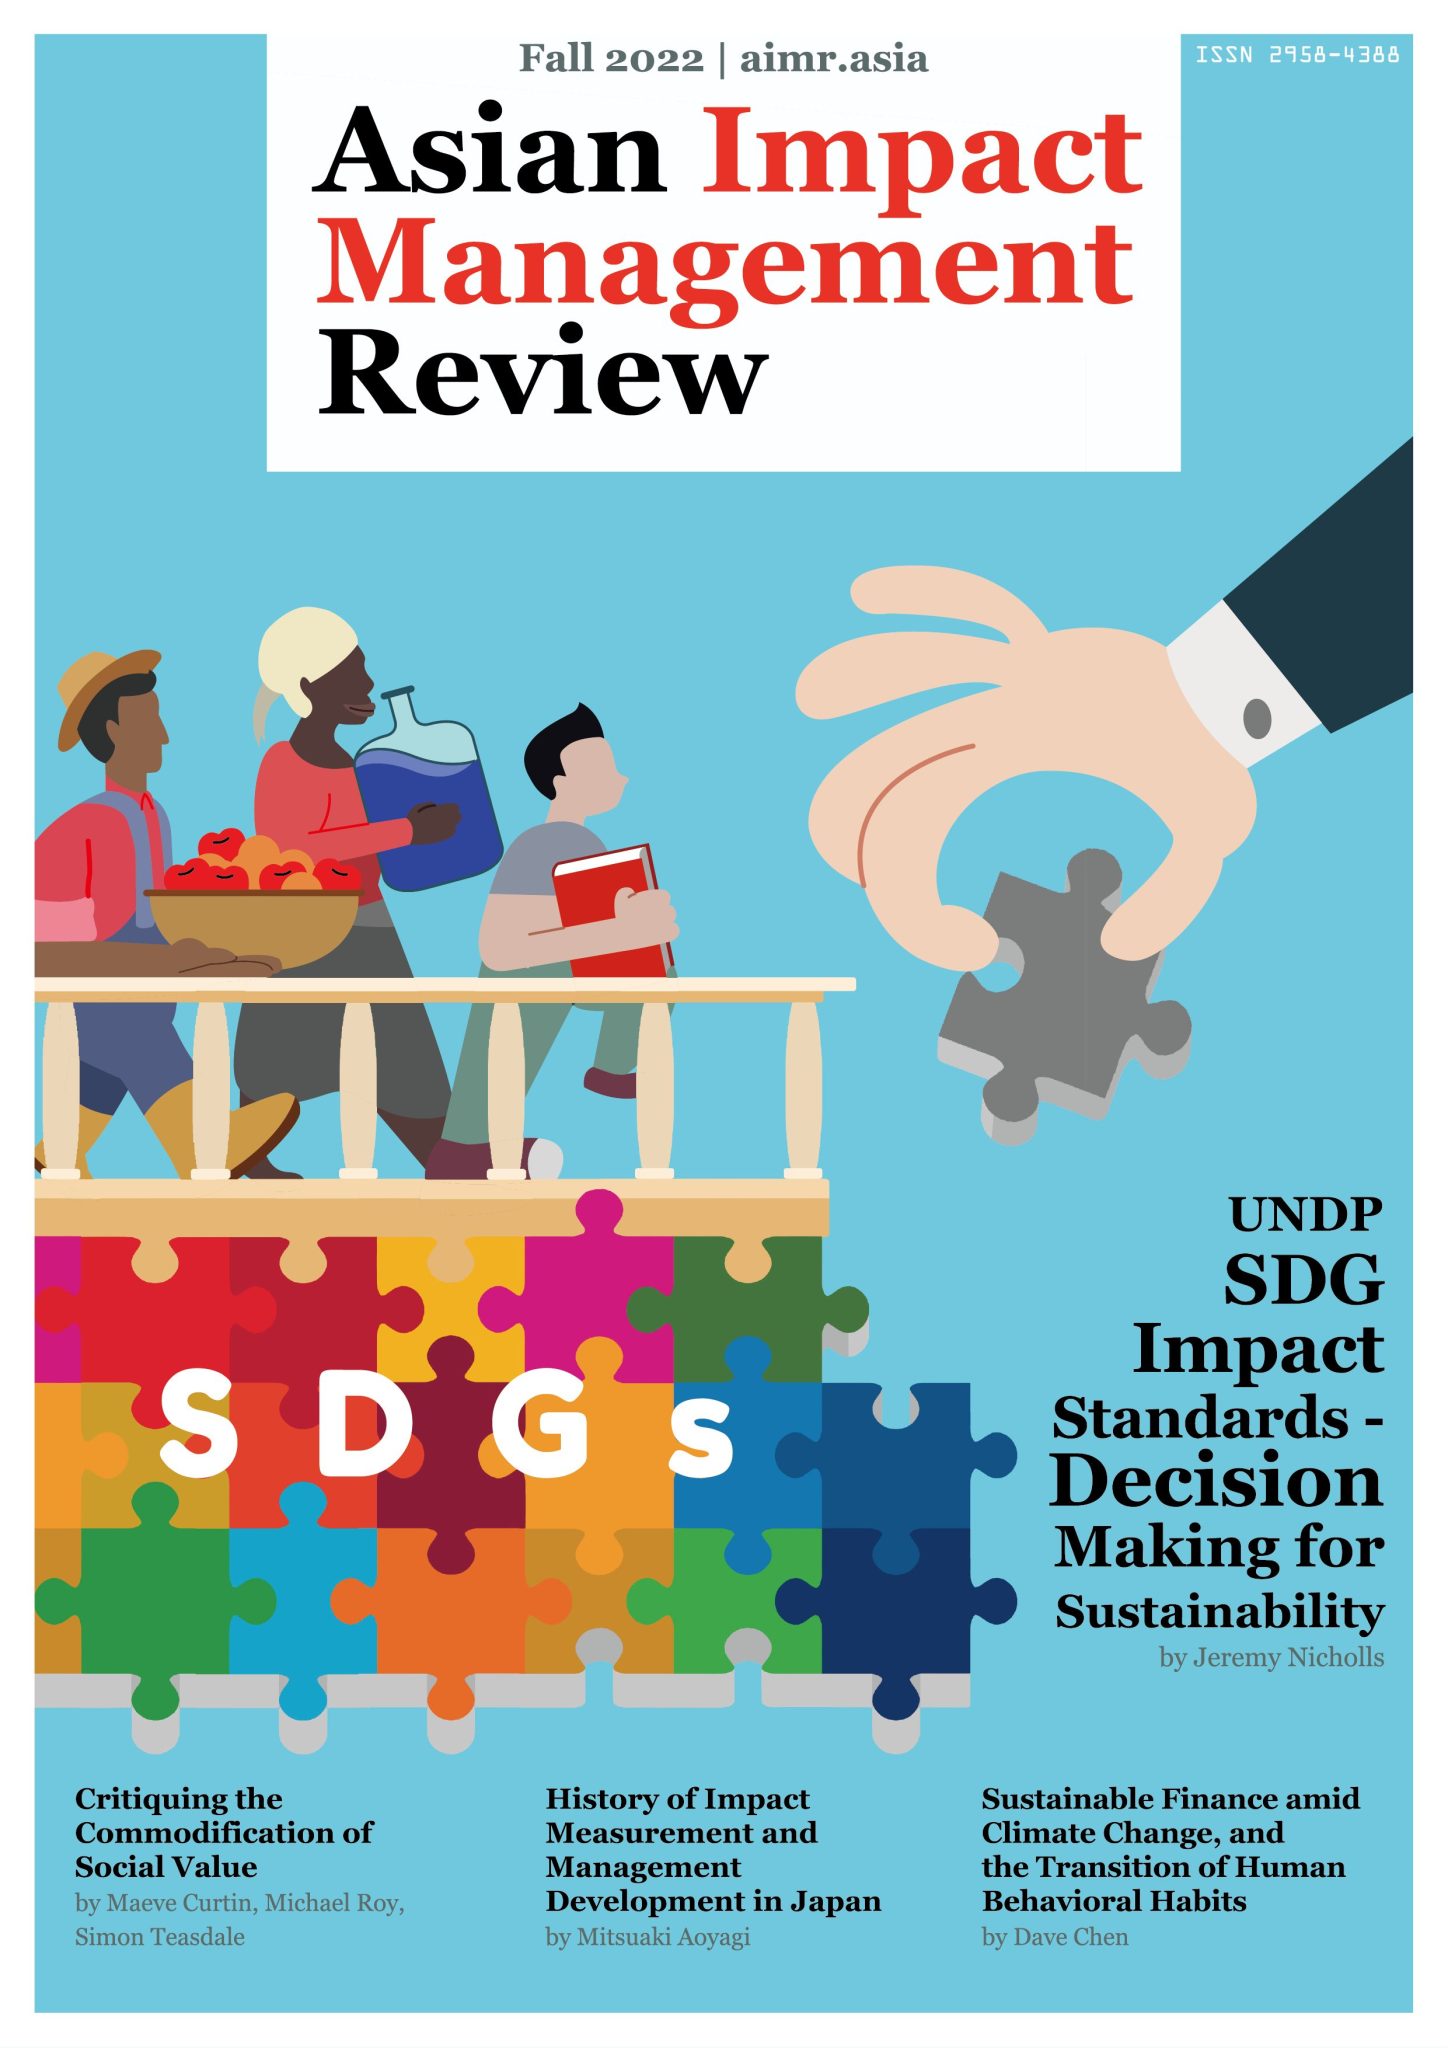 Fall 2022 | aimr.asia
ISSN 2958-4388
Asian Impact
Management
Review
UNDP
SDG
Impact
Standards -
Decision
Making for
Sustainability
by Jeremy Nicholls
SDGs
Critiquing the
Commodification of
Social Value
by Maeve Curtin, Michael Roy,
Simon Teasdale
History of Impact
Measurement and
Management
Development in Japan
by Mitsuaki Aoyagi
Sustainable Finance amid
Climate Change, and
the Transition of Human
Behavioral Habits
by Dave Chen